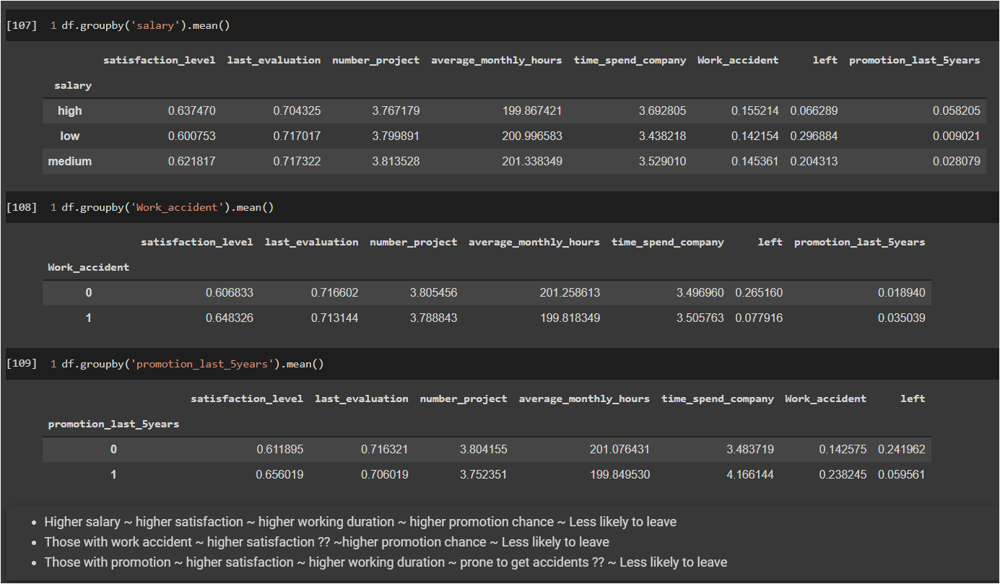 [107] 1 df.groupby('salary').mean()
satisfaction_level last_evaluation number_project average_monthly_hours time_spend_company Work_accident left promotion_last_5years
salary
high 0.637470 0.704325 3.767179 199.867421 3.692805 0.155214 0.066289 0.058205
low 0.600753 0.717017 3.799891 200.996583 3.438218 0.142154 0.296884 0.009021
medium 0.621817 0.717322 3.813528 201.338349 3.529010 0.145361 0.204313 0.028079
[108] 1 df.groupby('Work_accident').mean()
satisfaction_level last_evaluation number_project average_monthly_hours time_spend_company left promotion_last_5years
Work_accident
0 0.606833 0.716602 3.805456 201.258613 3.496960 0.265160 0.018940
1 0.648326 0.713144 3.788843 199.818349 3.505763 0.077916 0.035039
[109] 1 df.groupby('promotion_last_5years').mean()
satisfaction_level last_evaluation number_project average_monthly_hours time_spend_company Work_accident left
promotion_last_5years
0 0.611895 0.716321 3.804155 201.076431 3.483719 0.142575 0.241962
1 0.656019 0.706019 3.752351 199.849530 4.166144 0.238245 0.059561
• Higher salary ~ higher satisfaction ~ higher working duration ~ higher promotion chance ~ Less likely to leave
• Those with work accident ~ higher satisfaction ?? ~higher promotion chance ~ Less likely to leave
• Those with promotion ~ higher satisfaction ~ higher working duration ~ prone to get accidents ?? ~ Less likely to leave